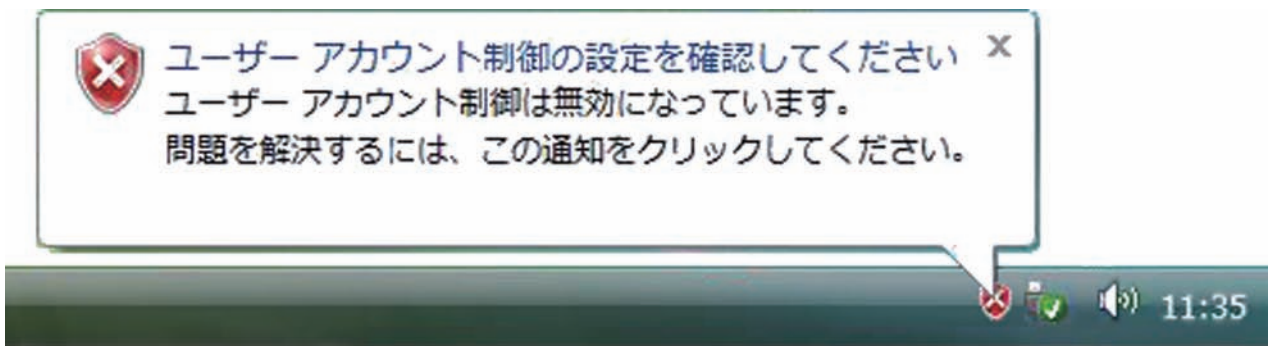 ユーザー アカウント制御の設定を確認してください
ユーザー アカウント制御は無効になっています。
問題を解決するには、この通知をクリックしてください。
11:35